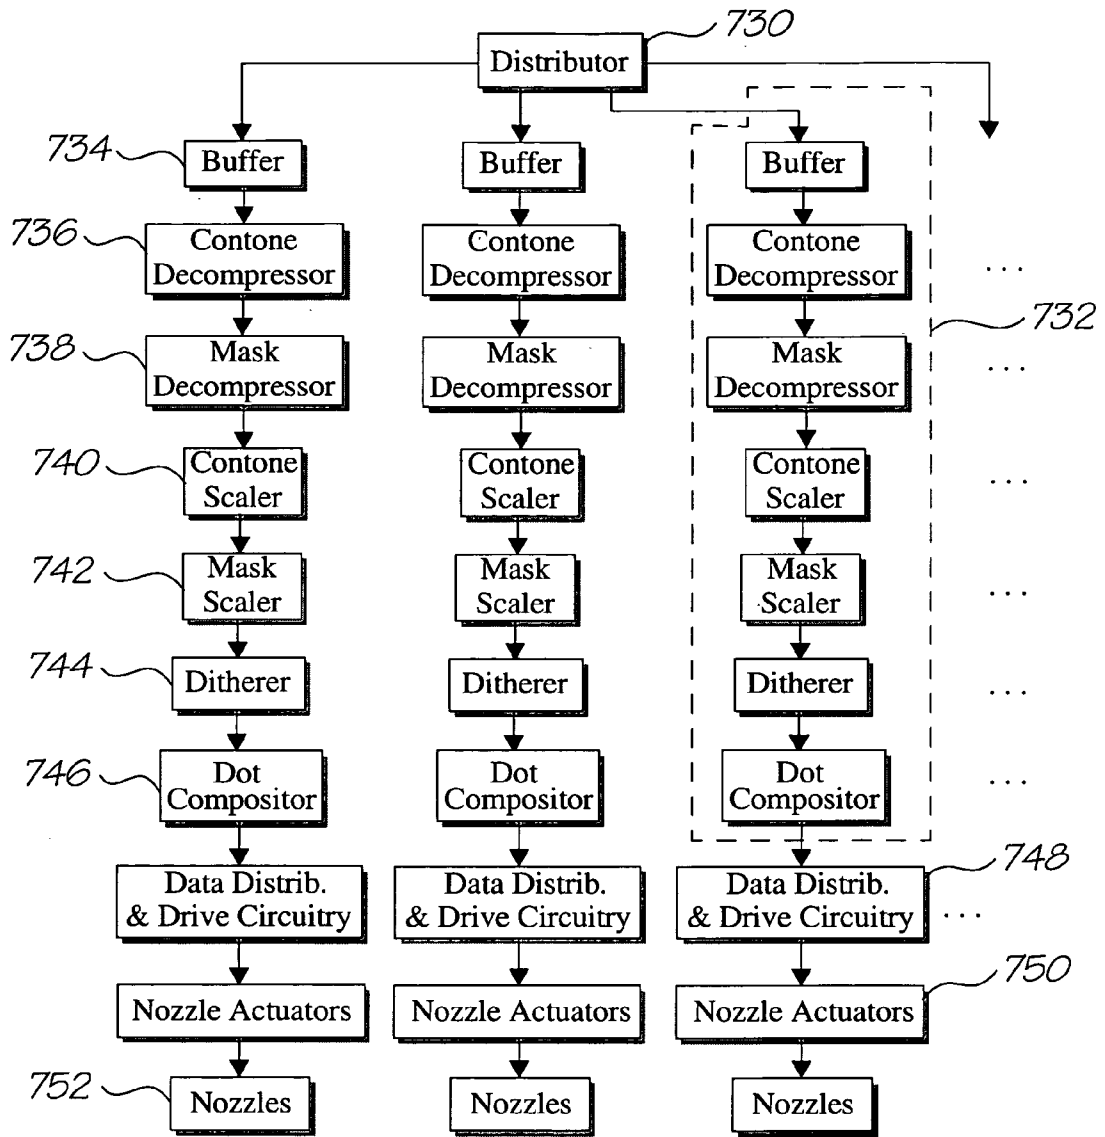 730
Distributor
734
Buffer
Buffer
Buffer
736
Contone
Decompressor
Contone
Decompressor
Contone
Decompressor
...
732
738
Mask
Decompressor
Mask
Decompressor
Mask
Decompressor
...
740
Contone
Scaler
Contone
Scaler
Contone
Scaler
...
742
Mask
Scaler
Mask
Scaler
Mask
Scaler
...
744
Ditherer
Ditherer
Ditherer
...
746
Dot
Compositor
Dot
Compositor
Dot
Compositor
...
748
Data Distrib.
& Drive Circuitry
Data Distrib.
& Drive Circuitry
Data Distrib.
& Drive Circuitry
...
750
Nozzle Actuators
Nozzle Actuators
Nozzle Actuators
752
Nozzles
Nozzles
Nozzles